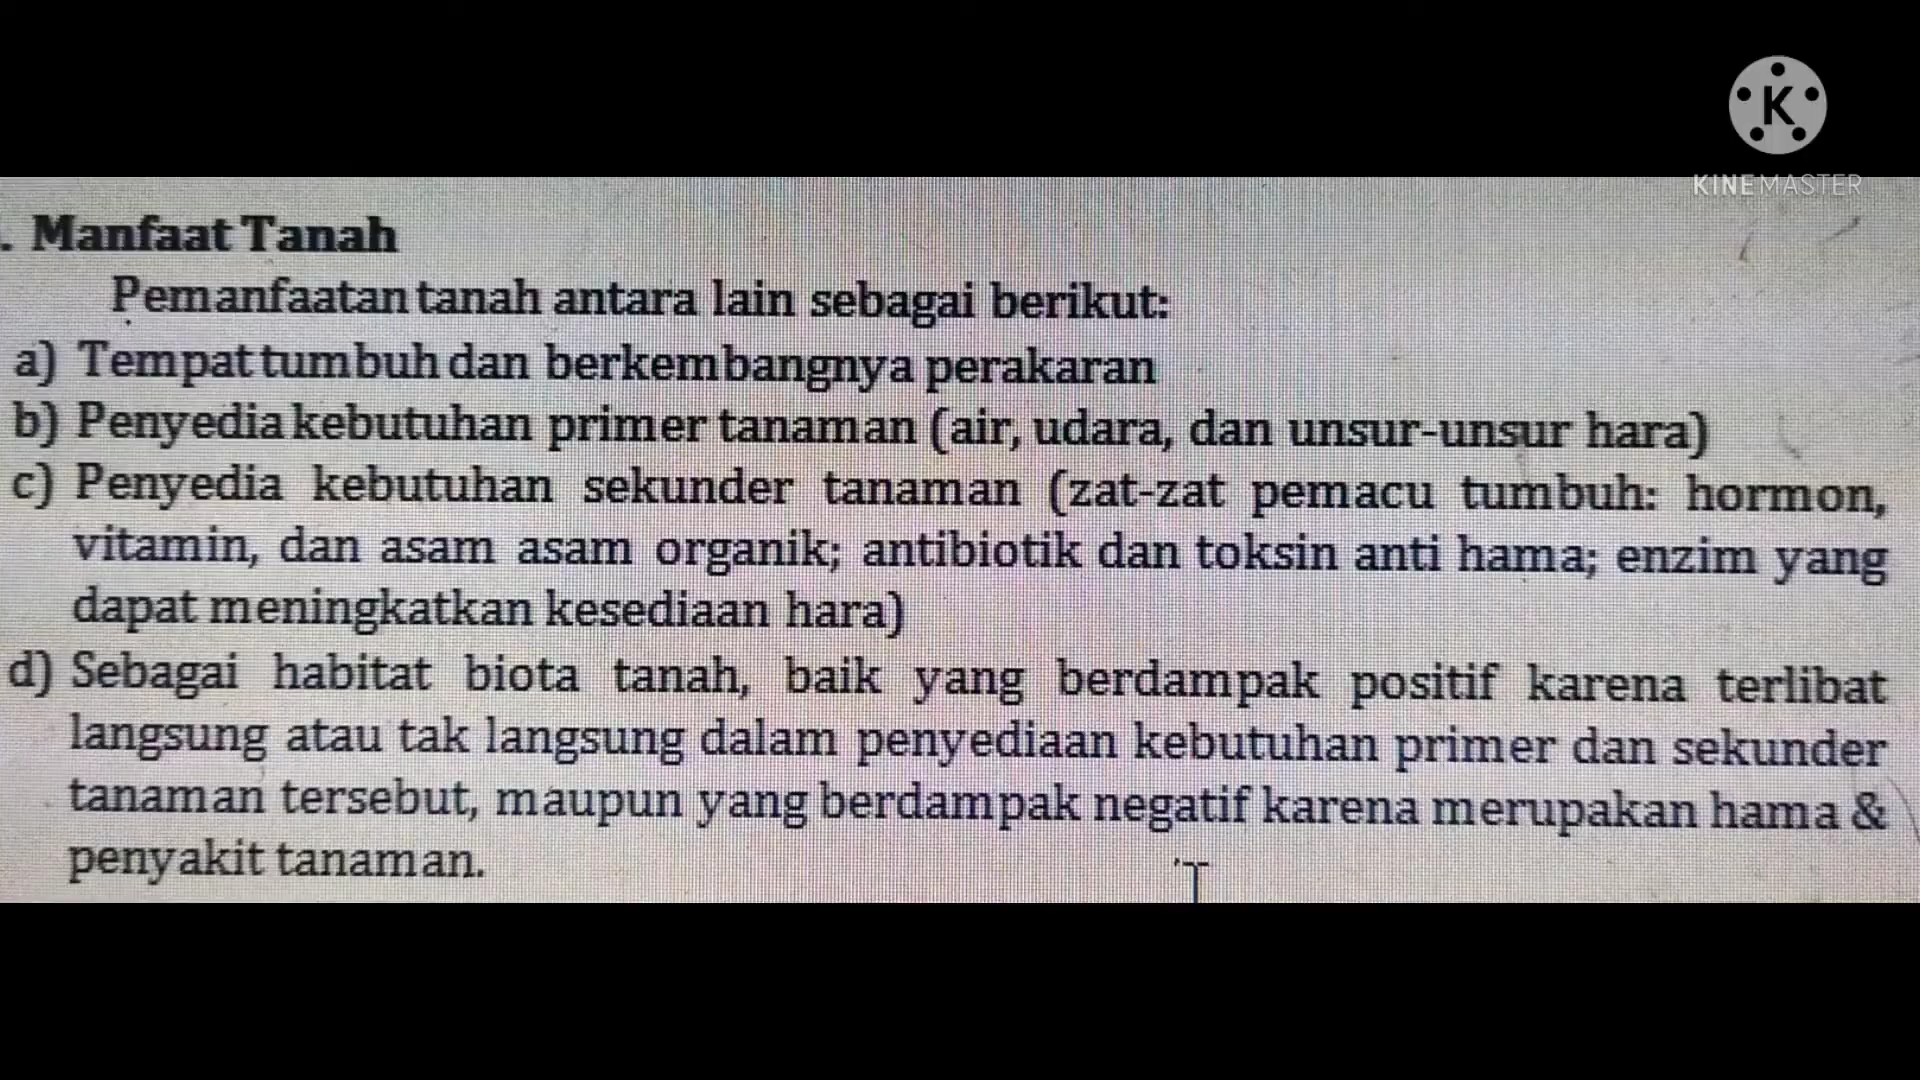 K
KINEMASTER
. Manfaat Tanah
Pemanfaatan tanah antara lain sebagai berikut:
a) Tempat tumbuh dan berkembangnya perakaran
b) Penyedia kebutuhan primer tanaman (air, udara, dan unsur-unsur hara)
c) Penyedia kebutuhan sekunder tanaman (zat-zat pemacu tumbuh: hormon,
vitamin, dan asam asam organik; antibiotik dan toksin anti hama; enzim yang
dapat meningkatkan kesediaan hara)
d) Sebagai habitat biota tanah, baik yang berdampak positif karena terlibat
langsung atau tak langsung dalam penyediaan kebutuhan primer dan sekunder
tanaman tersebut, maupun yang berdampak negatif karena merupakan hama &
penyakit tanaman.